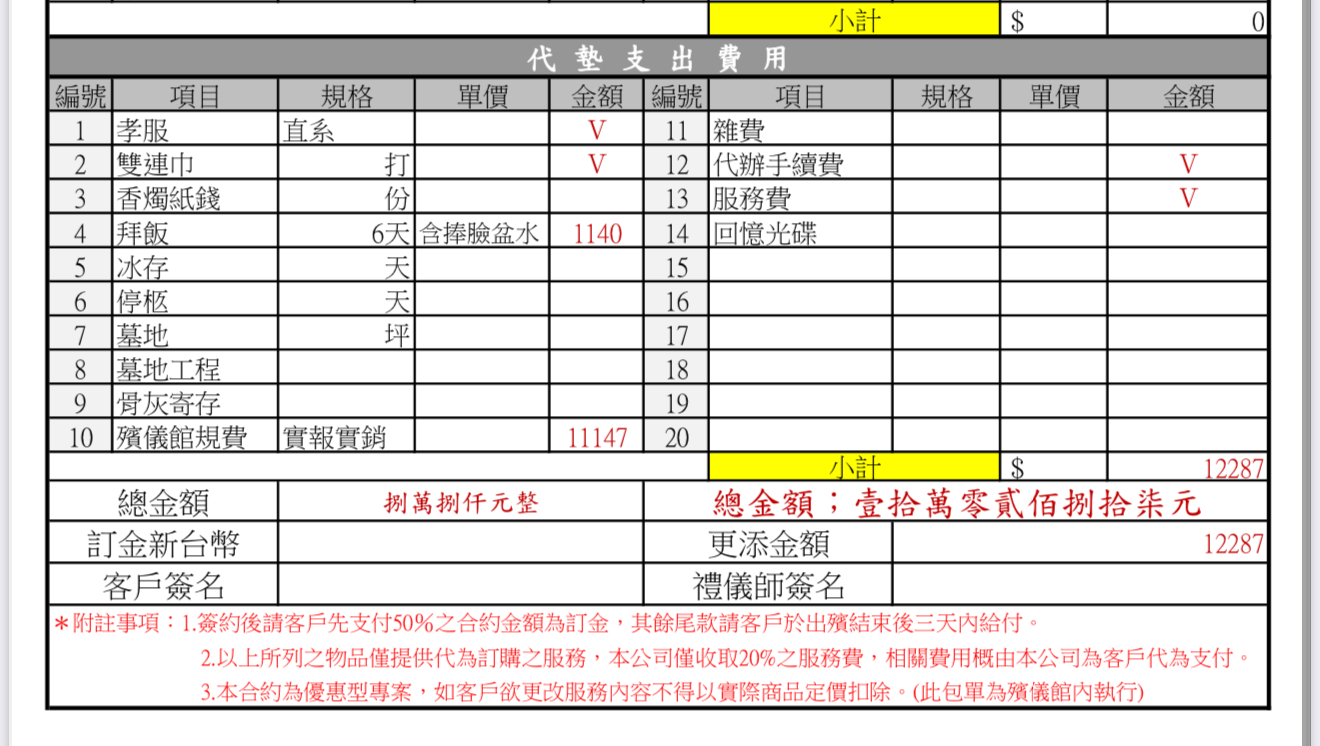 小計 $ 0
代墊支出費用
編號 項目 規格 單價 金額 編號 項目 規格 單價 金額
1 孝服 直系 V 11 雜費
2 雙連巾 打 V 12 代辦手續費 V
3 香燭紙錢 份 13 服務費 V
4 拜飯 6天 含捧臉盆水 1140 14 回憶光碟
5 冰存 天 15
6 停柩 天 16
7 墓地 坪 17
8 墓地工程 18
9 骨灰寄存 19
10 殯儀館規費 實報實銷 11147 20
小計 $ 12287
總金額 捌萬捌仟元整 總金額；壹拾萬零貳佰捌拾柒元
訂金新台幣 更添金額 12287
客戶簽名 禮儀師簽名
＊附註事項：1.簽約後請客戶先支付50%之合約金額為訂金，其餘尾款請客戶於出殯結束後三天內給付。
2.以上所列之物品僅提供代為訂購之服務，本公司僅收取20%之服務費，相關費用概由本公司為客戶代為支付。
3.本合約為優惠型專案，如客戶欲更改服務內容不得以實際商品定價扣除。(此包單為殯儀館內執行)